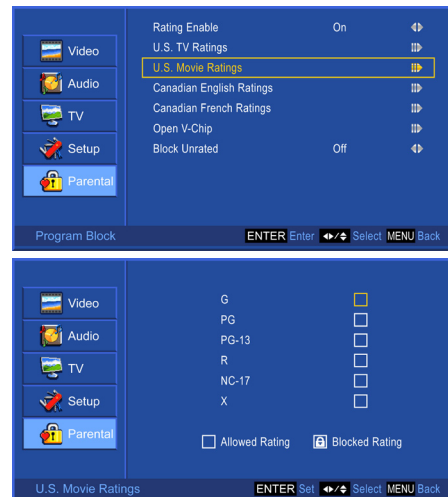 Rating Enable On
U.S. TV Ratings
Video
U.S. Movie Ratings
Audio
Canadian English Ratings
TV
Canadian French Ratings
Open V-Chip
Setup
Block Unrated Off
Parental
Program Block ENTER Enter Select MENU Back
Video
G
PG
Audio
PG-13
TV
R
NC-17
Setup
X
Parental
Allowed Rating Blocked Rating
U.S. Movie Ratings ENTER Set Select MENU Back